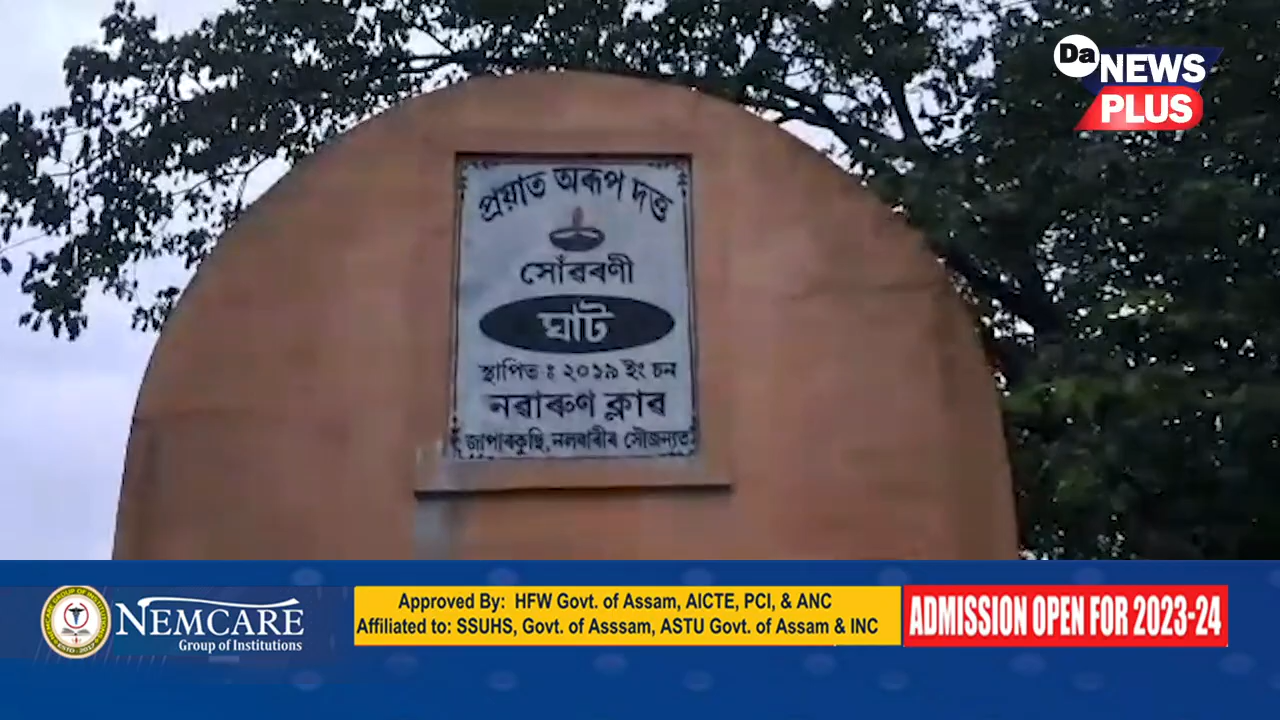 Da
NEWS
PLUS
প্ৰয়াত অৰূপ দত্ত
সোঁৱৰণী
ঘাট
স্থাপিত ঃ ২০১৯ ইং চন
নৱাৰুণ ক্লাৱ
জাপাৰকুছি, নলবাৰীৰ সৌজন্যত
NEMCARE
Group of Institutions
Approved By: HFW Govt. of Assam, AICTE, PCI, & ANC
Affiliated to: SSUHS, Govt. of Asssam, ASTU Govt. of Assam & INC
ADMISSION OPEN FOR 2023-24